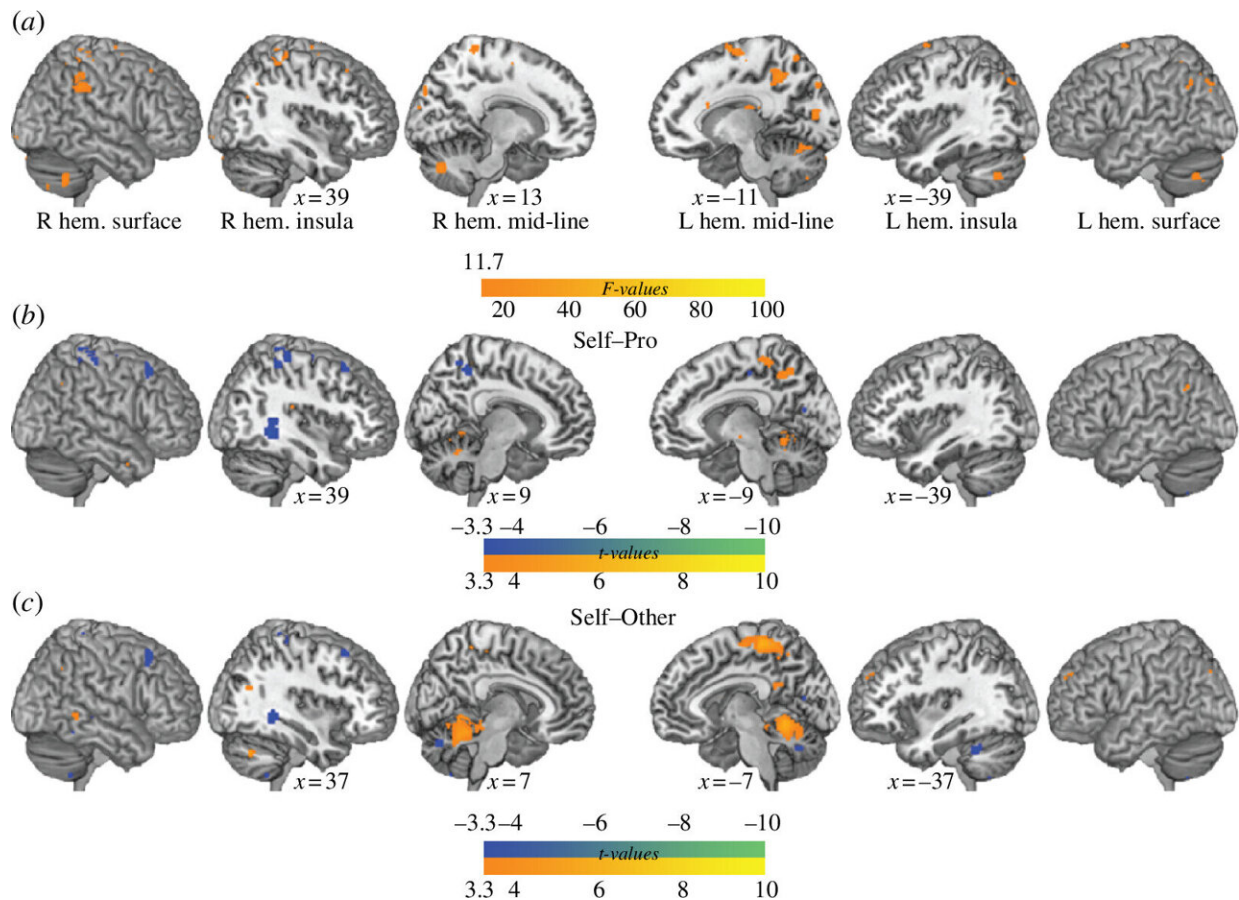 (a)
x=39 x=13 x=–11 x=–39
R hem. surface R hem. insula R hem. mid-line L hem. mid-line L hem. insula L hem. surface
11.7
F-values
20 40 60 80 100
(b)
Self–Pro
x=39 x=9 x=–9 x=–39
–3.3 –4 –6 –8 –10
t-values
3.3 4 6 8 10
(c)
Self–Other
x=37 x=7 x=–7 x=–37
–3.3 –4 –6 –8 –10
t-values
3.3 4 6 8 10